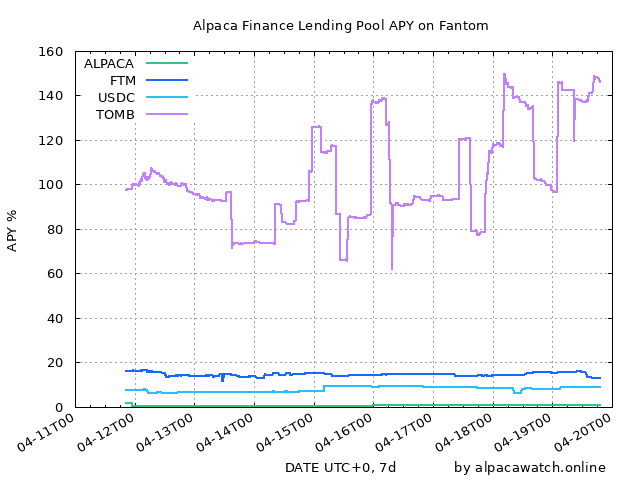 Alpaca Finance Lending Pool APY on Fantom
ALPACA
FTM
USDC
TOMB
APY %
160
140
120
100
80
60
40
20
0
04-11T00
04-12T00
04-13T00
04-14T00
04-15T00
04-16T00
04-17T00
04-18T00
04-19T00
04-20T00
DATE UTC+0, 7d
by alpacawatch.online